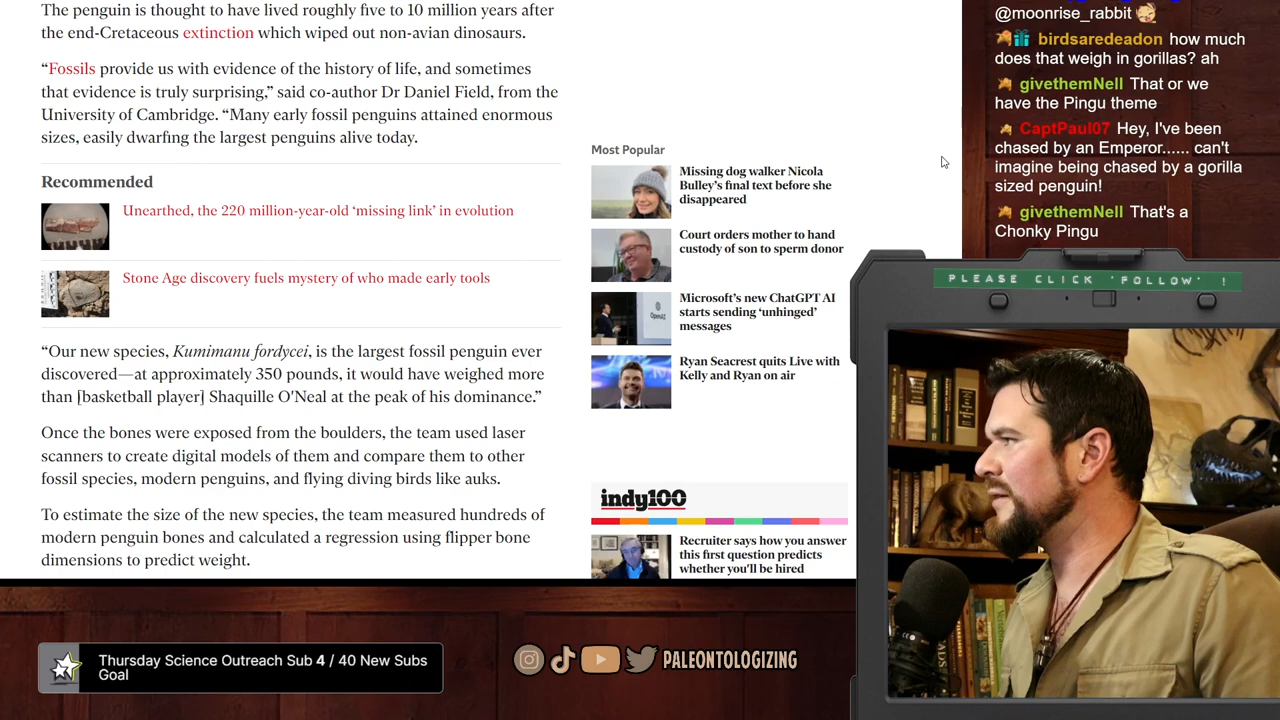 The penguin is thought to have lived roughly five to 10 million years after
the end-Cretaceous extinction which wiped out non-avian dinosaurs.
“Fossils provide us with evidence of the history of life, and sometimes
that evidence is truly surprising,” said co-author Dr Daniel Field, from the
University of Cambridge. “Many early fossil penguins attained enormous
sizes, easily dwarfing the largest penguins alive today.
Recommended
Unearthed, the 220 million-year-old ‘missing link’ in evolution
Stone Age discovery fuels mystery of who made early tools
“Our new species, Kumimanu fordycei, is the largest fossil penguin ever
discovered—at approximately 350 pounds, it would have weighed more
than [basketball player] Shaquille O’Neal at the peak of his dominance.”
Once the bones were exposed from the boulders, the team used laser
scanners to create digital models of them and compare them to other
fossil species, modern penguins, and flying diving birds like auks.
To estimate the size of the new species, the team measured hundreds of
modern penguin bones and calculated a regression using flipper bone
dimensions to predict weight.
Most Popular
Missing dog walker Nicola
Bulley’s final text before she
disappeared
Court orders mother to hand
custody of son to sperm donor
Microsoft’s new ChatGPT AI
starts sending ‘unhinged’
messages
OpenAI
Ryan Seacrest quits Live with
Kelly and Ryan on air
indy100
Recruiter says how you answer
this first question predicts
whether you’ll be hired
@moonrise_rabbit
birdsaredeadon how much
does that weigh in gorillas? ah
givethemNell That or we
have the Pingu theme
CaptPaul07 Hey, I've been
chased by an Emperor...... can't
imagine being chased by a gorilla
sized penguin!
givethemNell That's a
Chonky Pingu
PLEASE CLICK 'FOLLOW' !
Thursday Science Outreach Sub 4 / 40 New Subs
Goal
PALEONTOLOGIZING